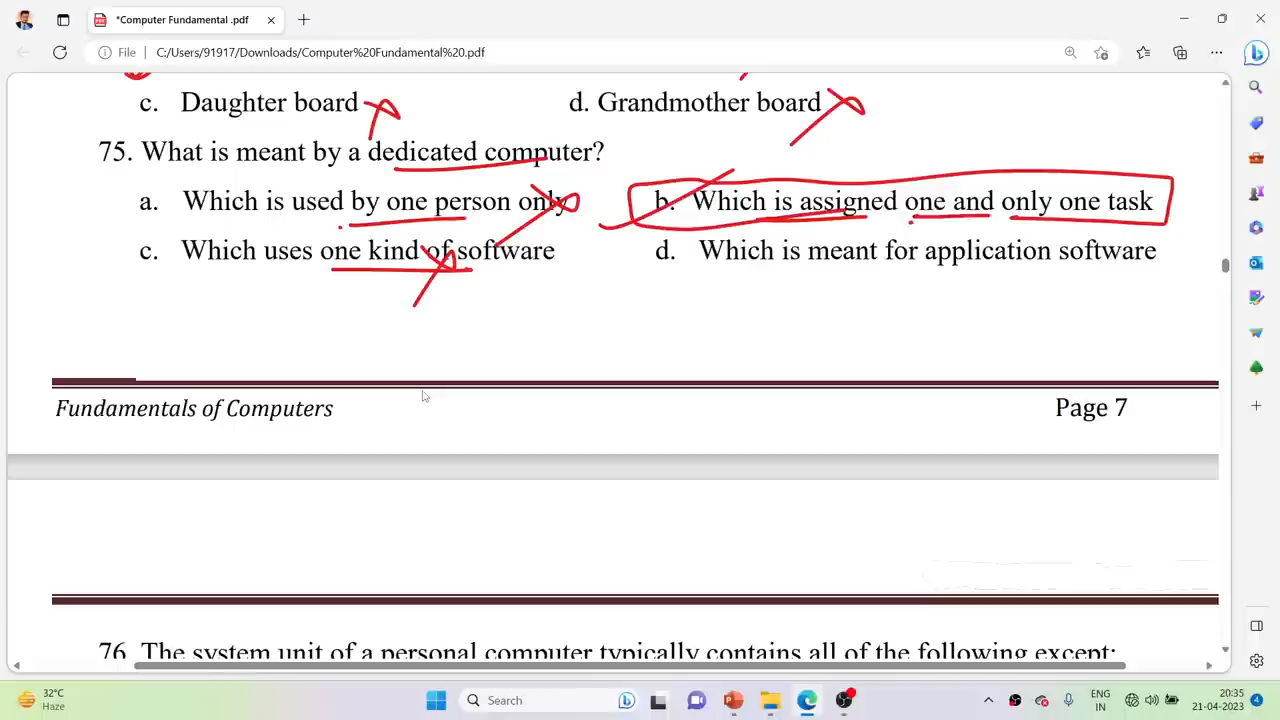 *Computer Fundamental .pdf
File | C:/Users/91917/Downloads/Computer%20Fundamental%20.pdf
c. Daughter board d. Grandmother board
75. What is meant by a dedicated computer?
a. Which is used by one person only b. Which is assigned one and only one task
c. Which uses one kind of software d. Which is meant for application software
Fundamentals of Computers Page 7
76. The system unit of a personal computer typically contains all of the following except:
32°C
Haze
Search
ENG
IN
20:35
21-04-2023
4